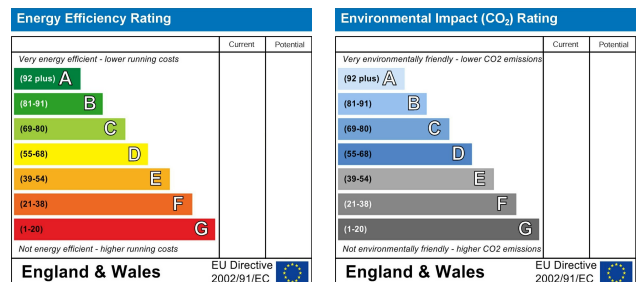 Energy Efficiency Rating
Current Potential
Very energy efficient - lower running costs
(92 plus) A
(81-91) B
(69-80) C
(55-68) D
(39-54) E
(21-38) F
(1-20) G
Not energy efficient - higher running costs
England & Wales
EU Directive
2002/91/EC
Environmental Impact (CO₂) Rating
Current Potential
Very environmentally friendly - lower CO2 emissions
(92 plus) A
(81-91) B
(69-80) C
(55-68) D
(39-54) E
(21-38) F
(1-20) G
Not environmentally friendly - higher CO2 emissions
England & Wales
EU Directive
2002/91/EC